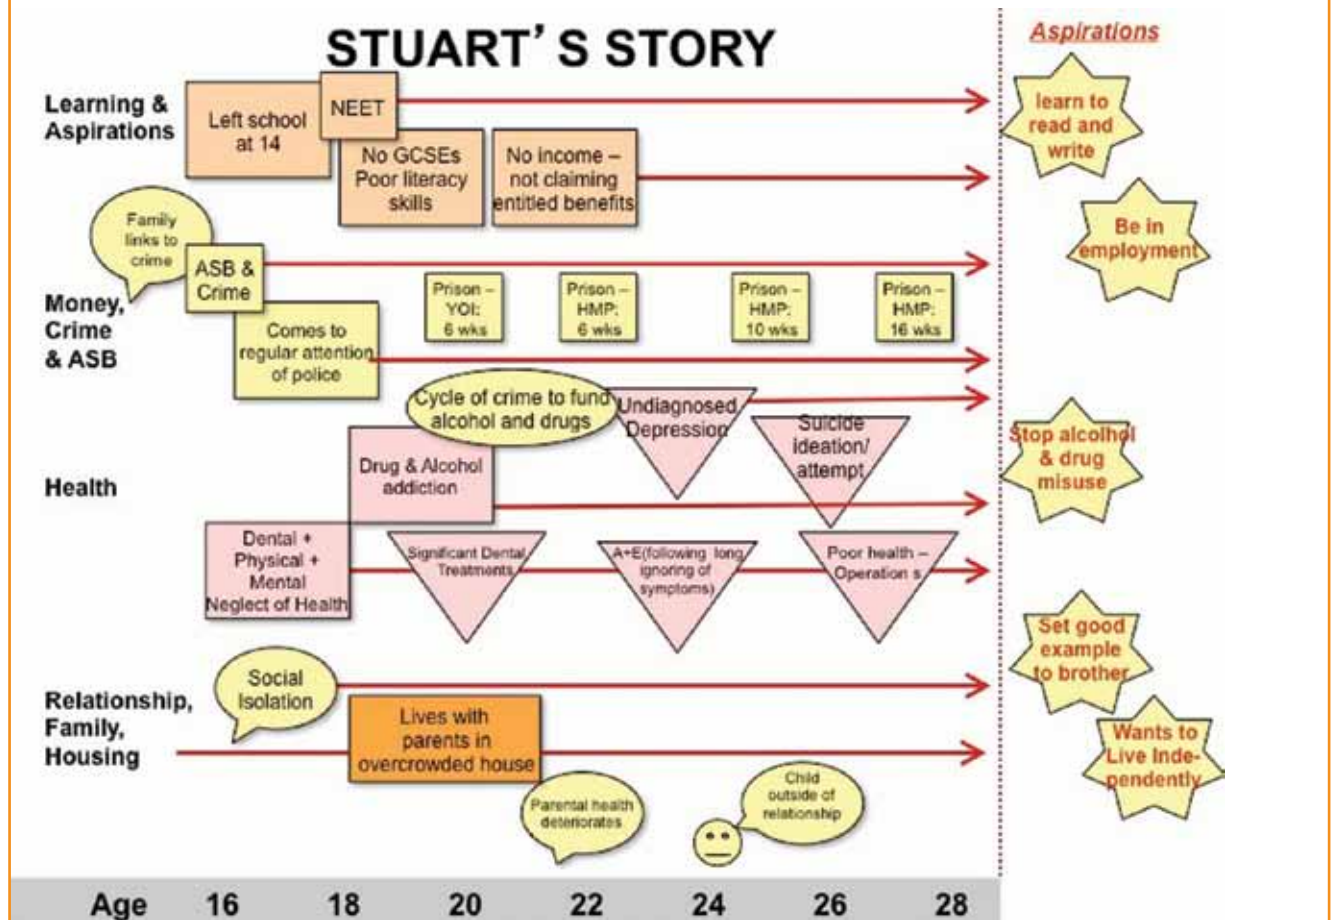 STUART’S STORY
Aspirations
Learning &
Aspirations
Left school
at 14
NEET
No GCSEs
Poor literacy
skills
No income –
not claiming
entitled benefits
learn to
read and
write
Be in
employment
Family
links to
crime
ASB &
Crime
Money,
Crime
& ASB
Comes to
regular attention
of police
Prison –
YOI:
6 wks
Prison –
HMP:
6 wks
Prison –
HMP:
10 wks
Prison –
HMP:
16 wks
Cycle of crime to fund
alcohol and drugs
Undiagnosed
Depression
Suicide
ideation/
attempt
Stop alcolhol
& drug
misuse
Health
Drug & Alcohol
addiction
Dental +
Physical +
Mental
Neglect of Health
Significant Dental
Treatments
A+E(following long
ignoring of
symptoms)
Poor health –
Operation s
Set good
example
to brother
Social
Isolation
Relationship,
Family,
Housing
Lives with
parents in
overcrowded house
Wants to
Live Inde-
pendently
Parental health
deteriorates
Child
outside of
relationship
Age 16 18 20 22 24 26 28